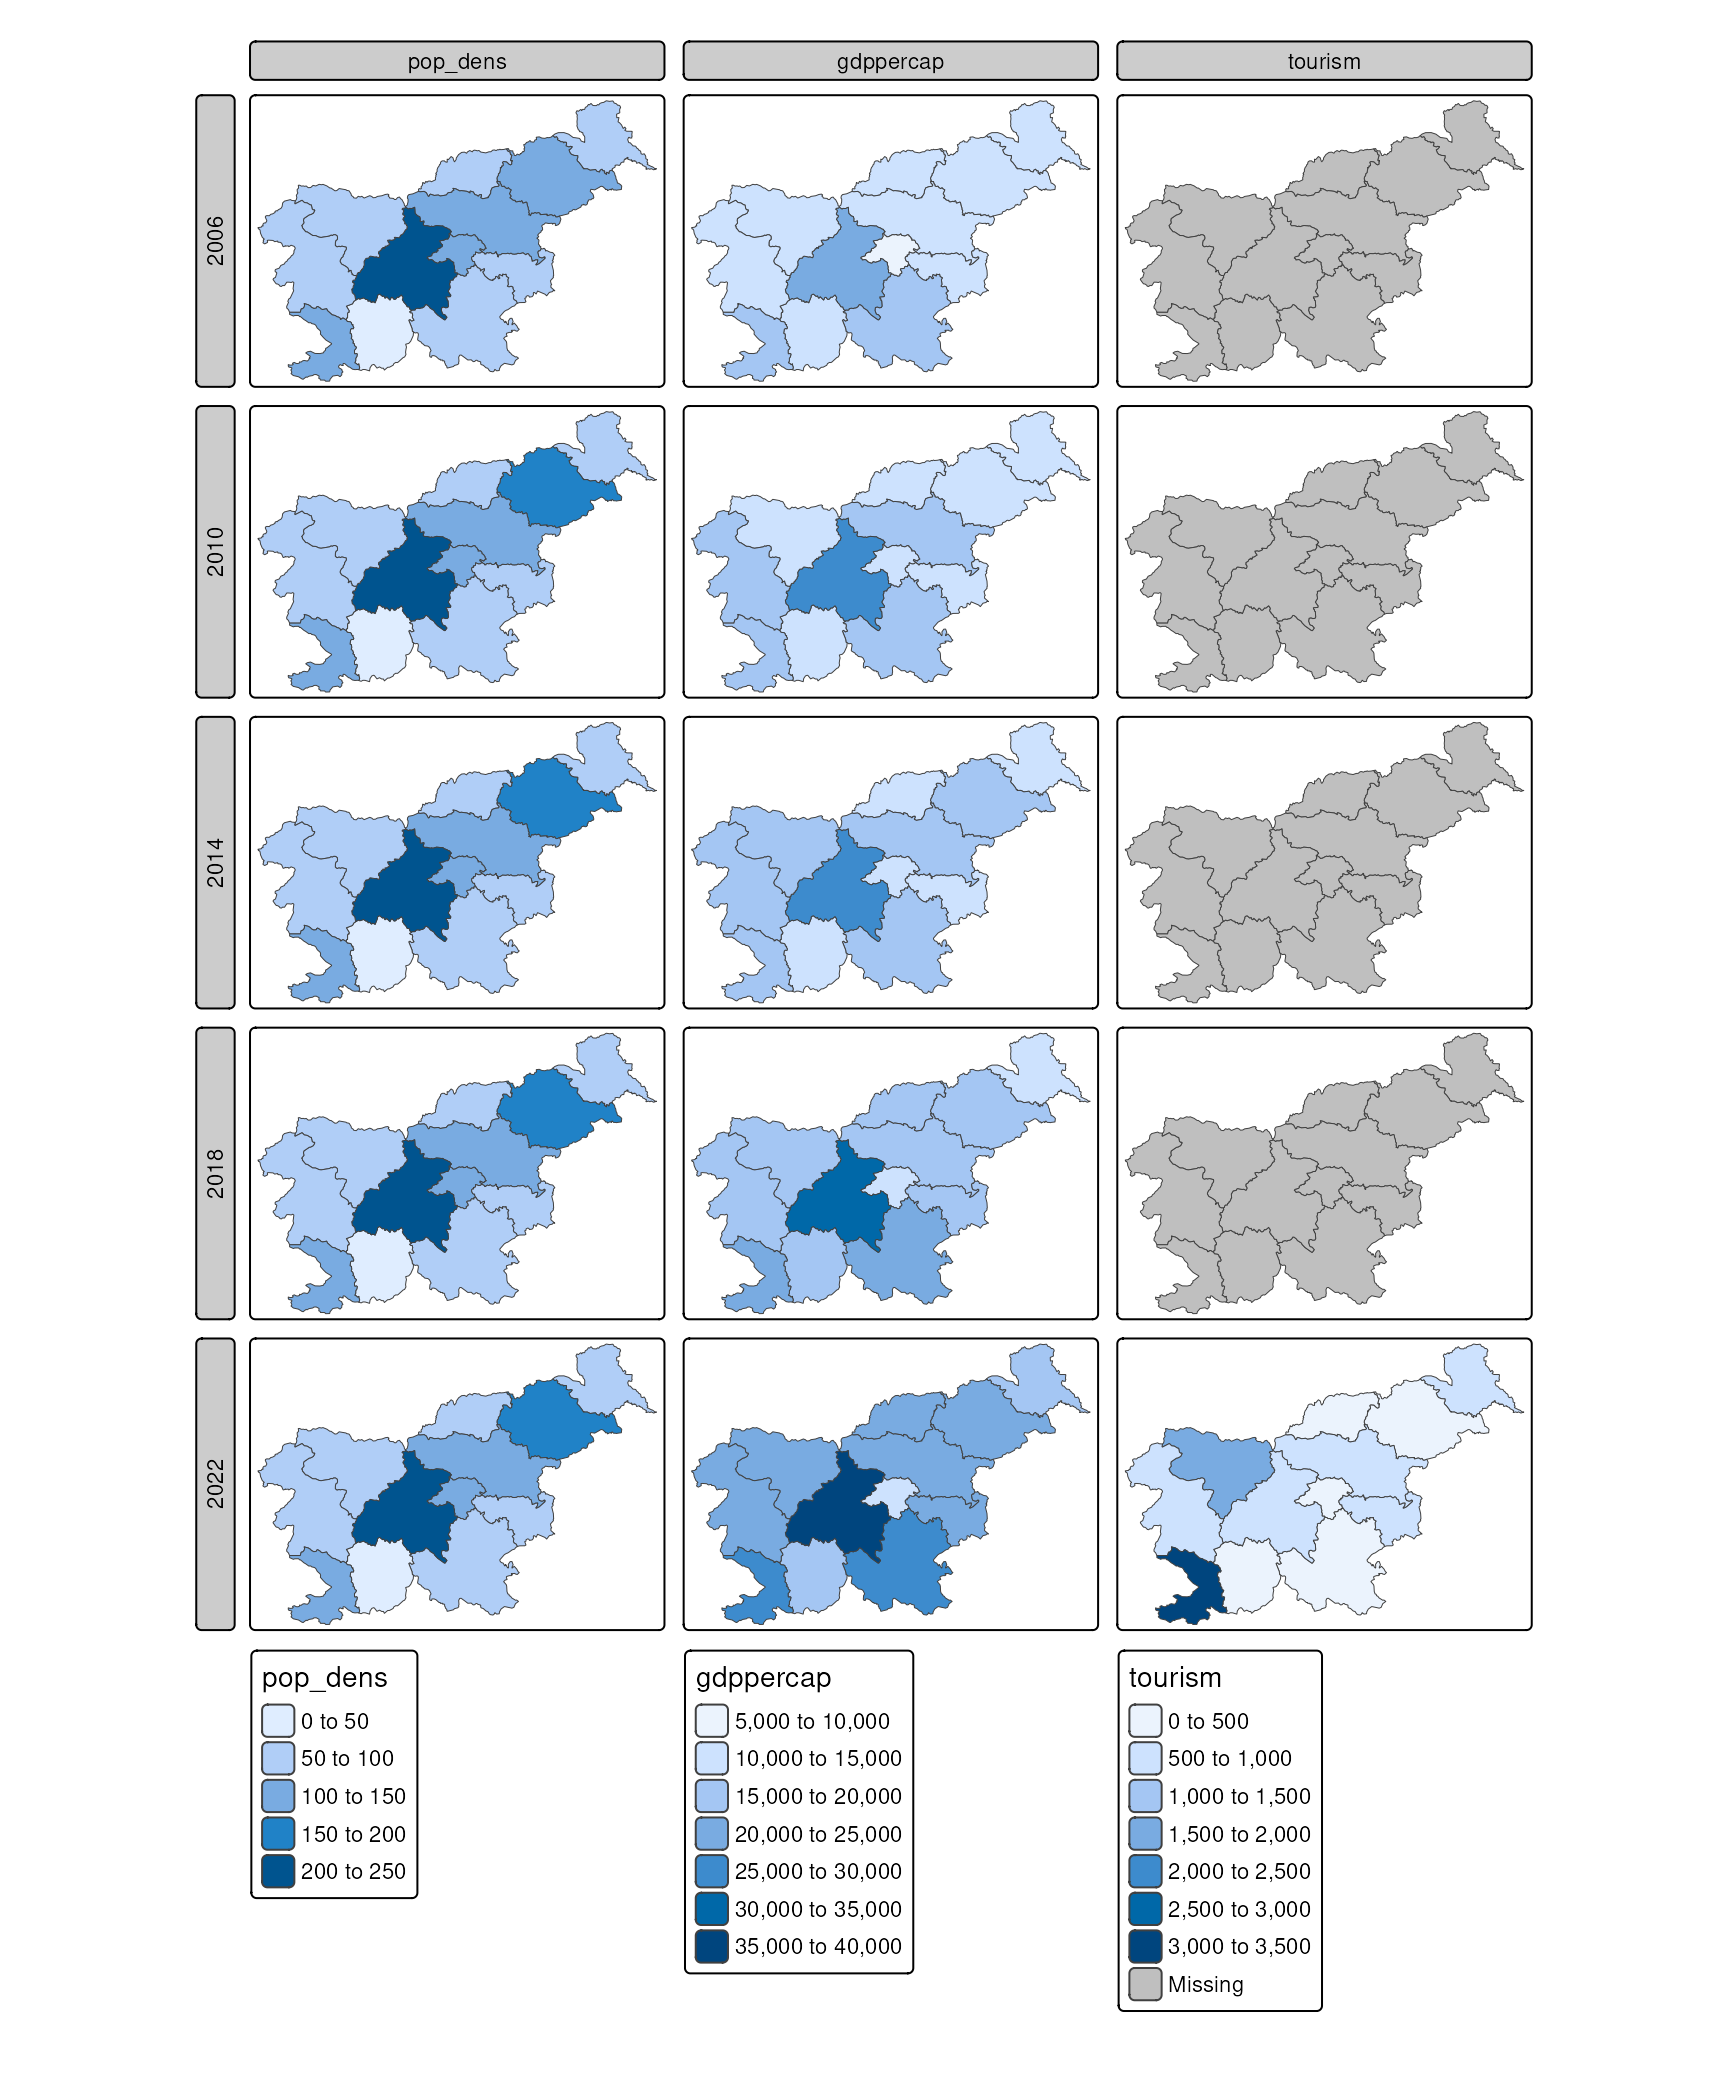 pop_dens
gdppercap
tourism
2006
2010
2014
2018
2022
pop_dens
0 to 50
50 to 100
100 to 150
150 to 200
200 to 250
gdppercap
5,000 to 10,000
10,000 to 15,000
15,000 to 20,000
20,000 to 25,000
25,000 to 30,000
30,000 to 35,000
35,000 to 40,000
tourism
0 to 500
500 to 1,000
1,000 to 1,500
1,500 to 2,000
2,000 to 2,500
2,500 to 3,000
3,000 to 3,500
Missing